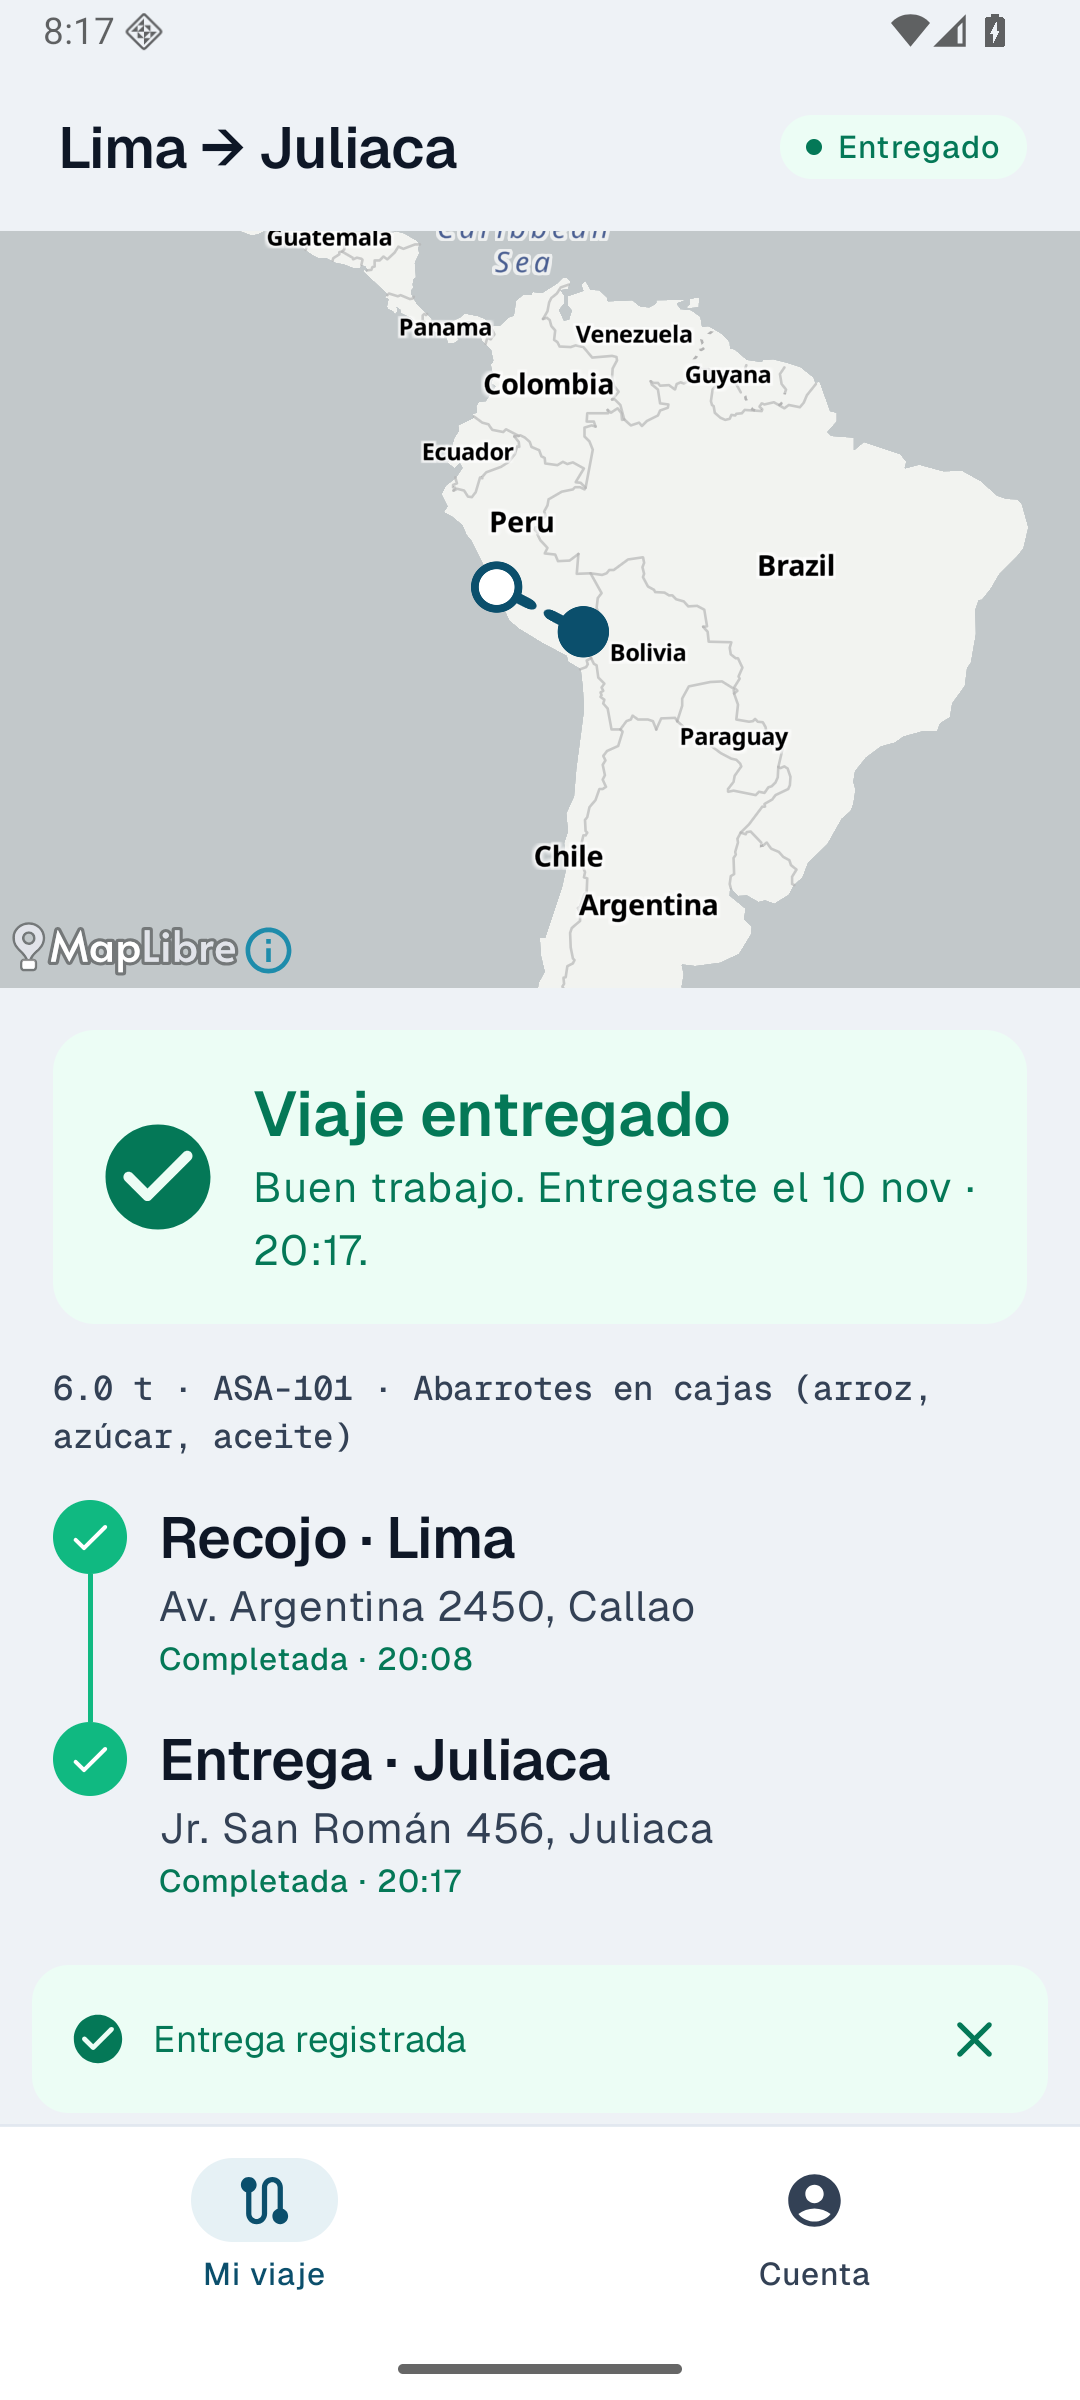 8:17
Lima → Juliaca
Entregado
Guatemala
Caribbean
Sea
Panama
Venezuela
Guyana
Colombia
Ecuador
Peru
Brazil
Bolivia
Paraguay
Chile
Argentina
MapLibre
Viaje entregado
Buen trabajo. Entregaste el 10 nov ·
20:17.
6.0 t · ASA-101 · Abarrotes en cajas (arroz,
azúcar, aceite)
Recojo · Lima
Av. Argentina 2450, Callao
Completada · 20:08
Entrega · Juliaca
Jr. San Román 456, Juliaca
Completada · 20:17
Entrega registrada
Mi viaje
Cuenta